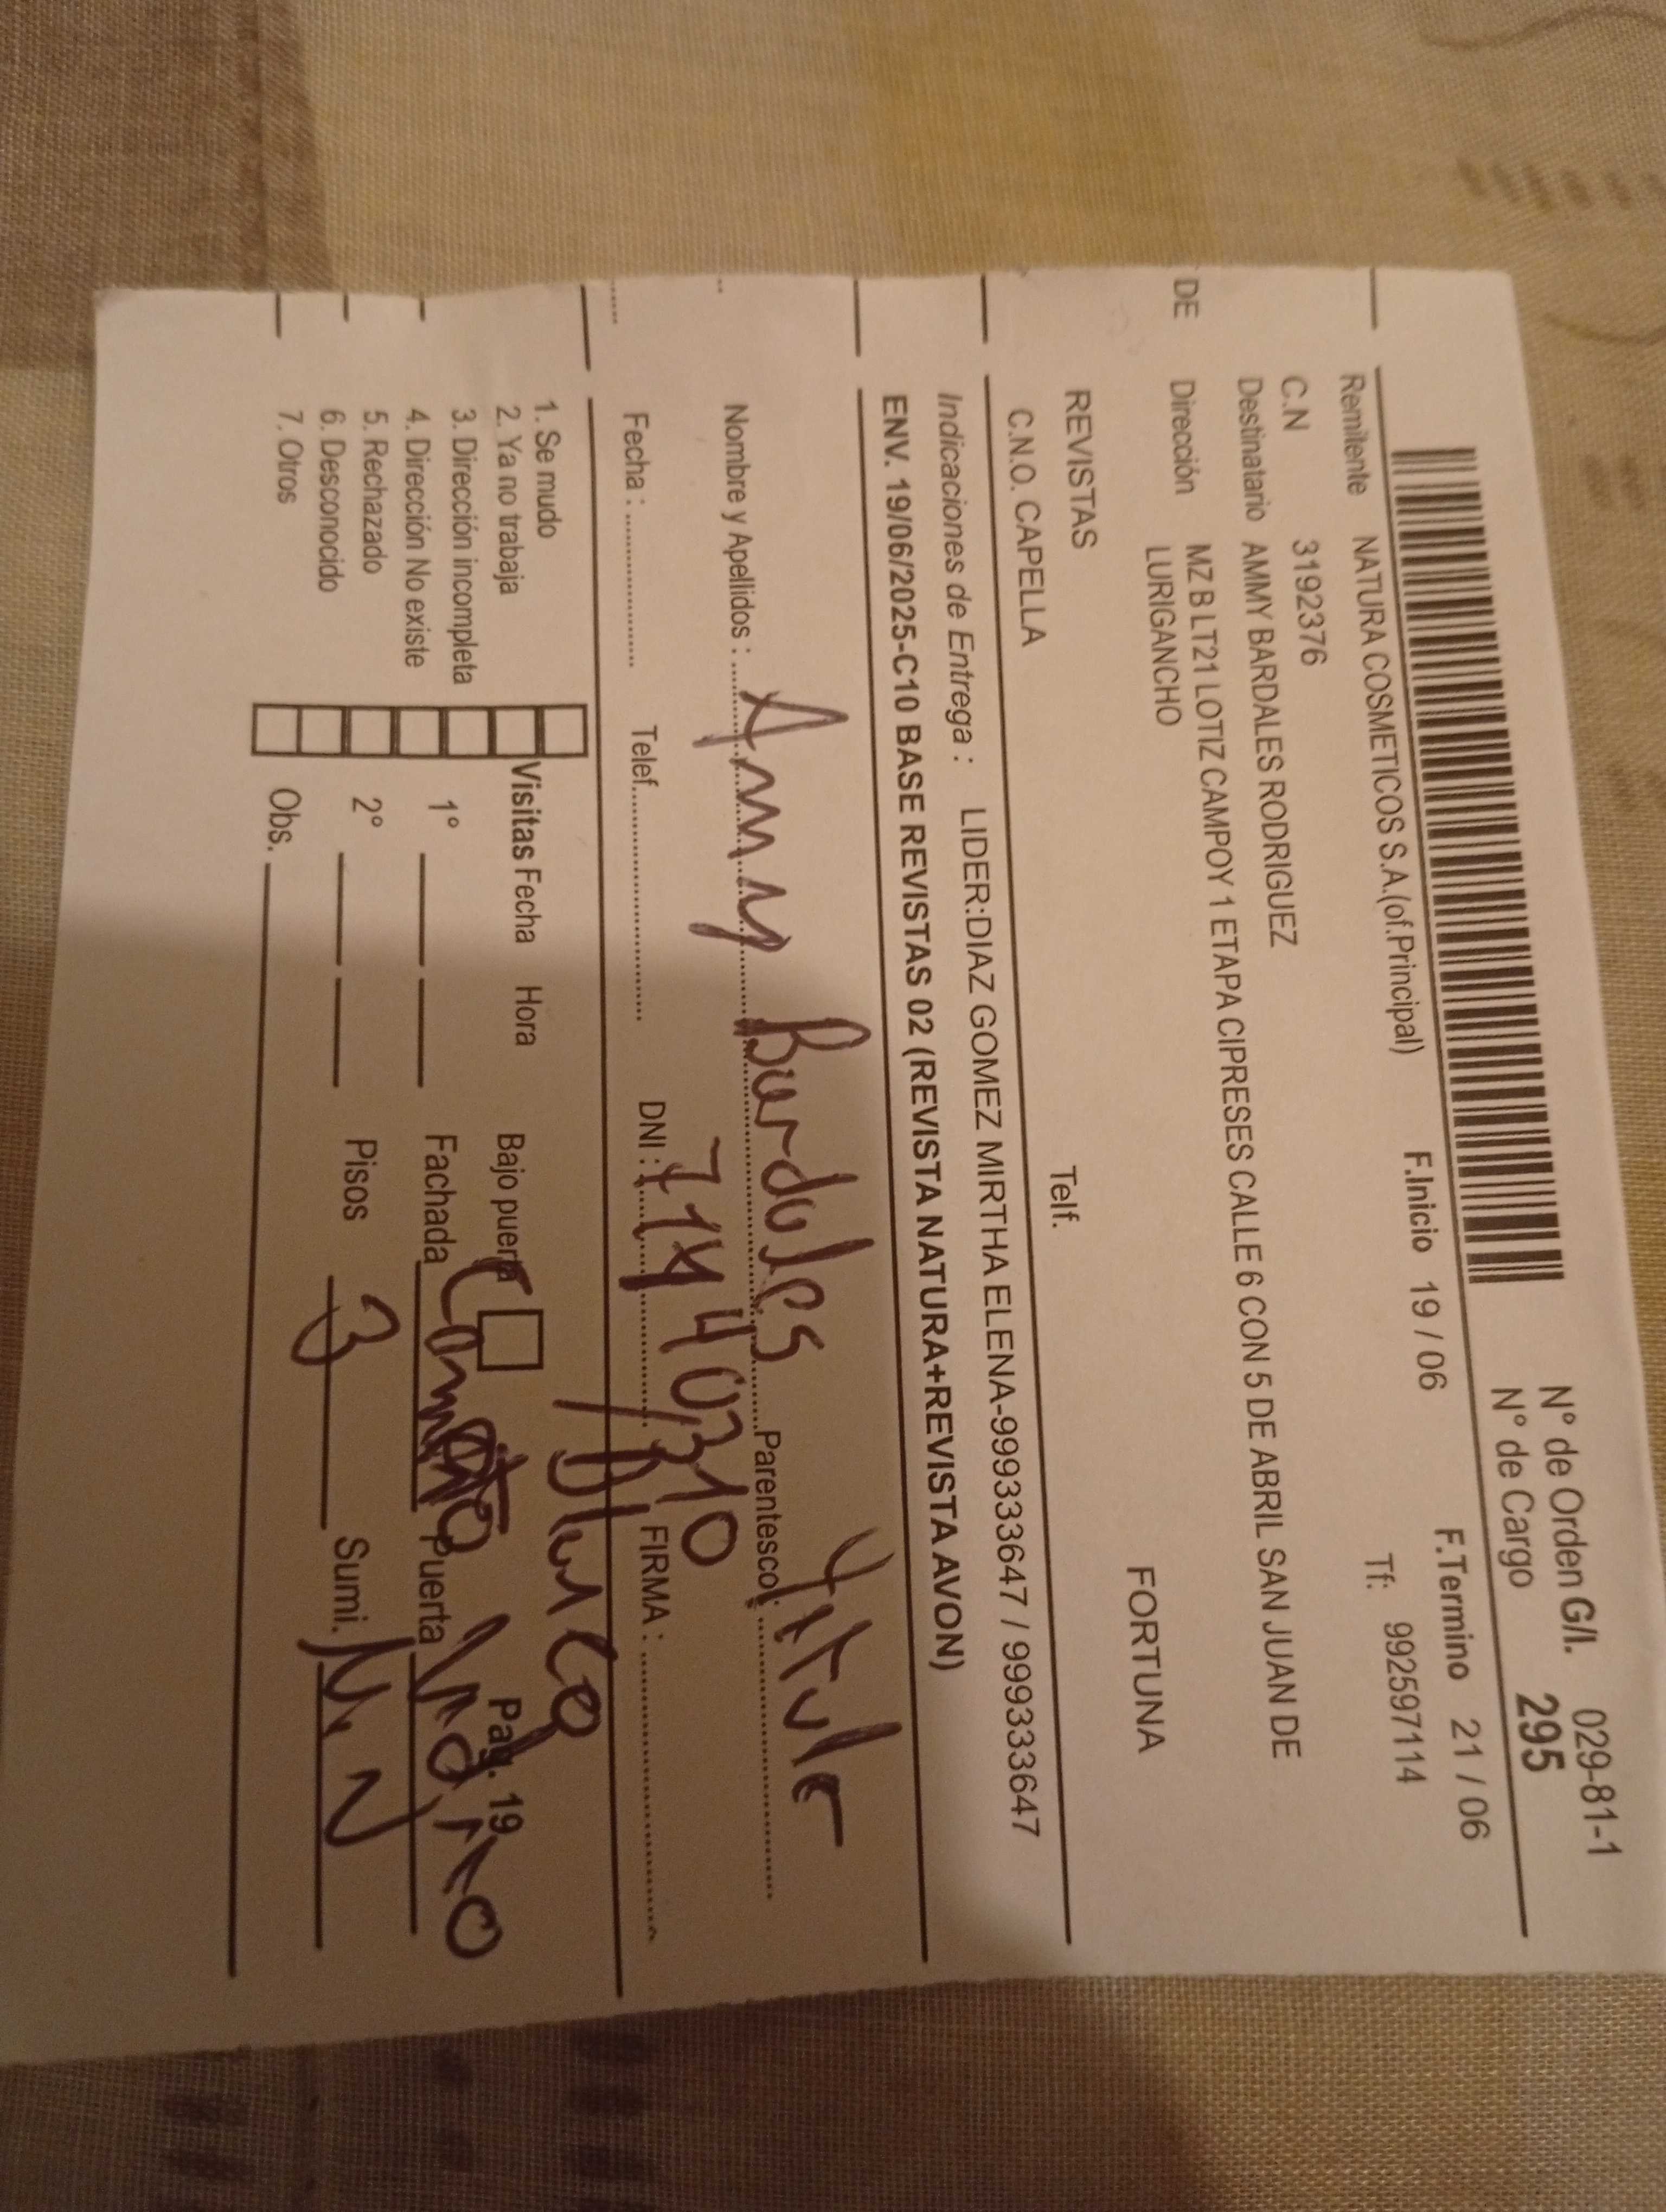 N° de Orden G/I. 029-81-1
N° de Cargo 295
Remitente NATURA COSMETICOS S.A.(of.Principal) F.Inicio 19 / 06 F.Termino 21 / 06
C.N 3192376 Tf: 992597114
Destinatario AMMY BARDALES RODRIGUEZ
DE Dirección MZ B LT21 LOTIZ CAMPOY 1 ETAPA CIPRESES CALLE 6 CON 5 DE ABRIL SAN JUAN DE
LURIGANCHO FORTUNA
REVISTAS Telf.
C.N.O. CAPELLA
Indicaciones de Entrega : LIDER:DIAZ GOMEZ MIRTHA ELENA-999333647 / 999333647
ENV. 19/06/2025-C10 BASE REVISTAS 02 (REVISTA NATURA+REVISTA AVON)
Nombre y Apellidos : Ammy Bardales Parentesco :
Fecha : Telef. DNI : FIRMA :
1. Se mudo
2. Ya no trabaja
3. Dirección incompleta
4. Dirección No existe
5. Rechazado
6. Desconocido
7. Otros
Visitas Fecha Hora
1°
2°
Obs.
Bajo puerta Blanco Pag. 19
Fachada Puerta
Pisos 3 Sumi.